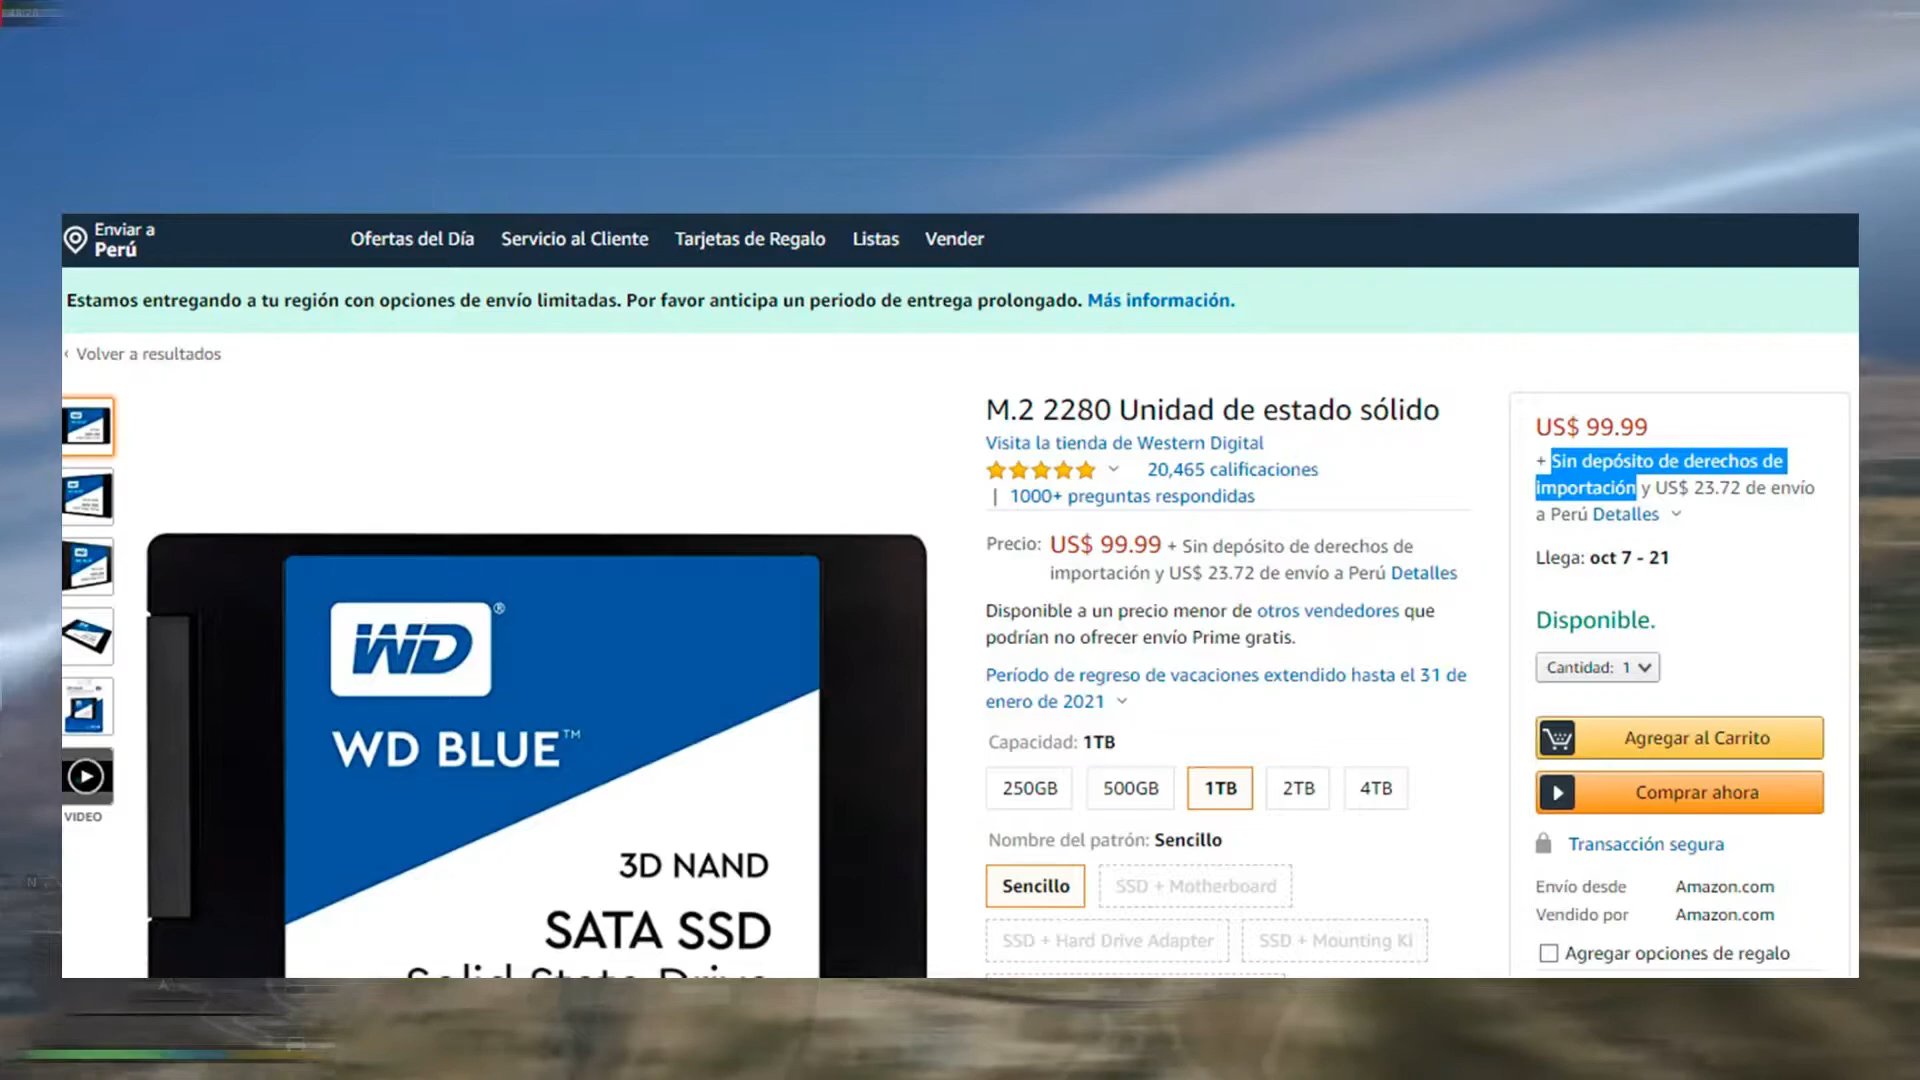 Enviar a
Perú
Ofertas del Día Servicio al Cliente Tarjetas de Regalo Listas Vender
Estamos entregando a tu región con opciones de envío limitadas. Por favor anticipa un periodo de entrega prolongado. Más información.
‹ Volver a resultados
VIDEO
WD®
WD BLUE™
3D NAND
SATA SSD
Solid State Drive
M.2 2280 Unidad de estado sólido
Visita la tienda de Western Digital
20,465 calificaciones
| 1000+ preguntas respondidas
Precio: US$ 99.99 + Sin depósito de derechos de
importación y US$ 23.72 de envío a Perú Detalles
Disponible a un precio menor de otros vendedores que
podrían no ofrecer envío Prime gratis.
Período de regreso de vacaciones extendido hasta el 31 de
enero de 2021
Capacidad: 1TB
250GB 500GB 1TB 2TB 4TB
Nombre del patrón: Sencillo
Sencillo SSD + Motherboard
SSD + Hard Drive Adapter SSD + Mounting Ki
US$ 99.99
+ Sin depósito de derechos de
importación y US$ 23.72 de envío
a Perú Detalles
Llega: oct 7 - 21
Disponible.
Cantidad: 1
Agregar al Carrito
Comprar ahora
Transacción segura
Envío desde Amazon.com
Vendido por Amazon.com
Agregar opciones de regalo